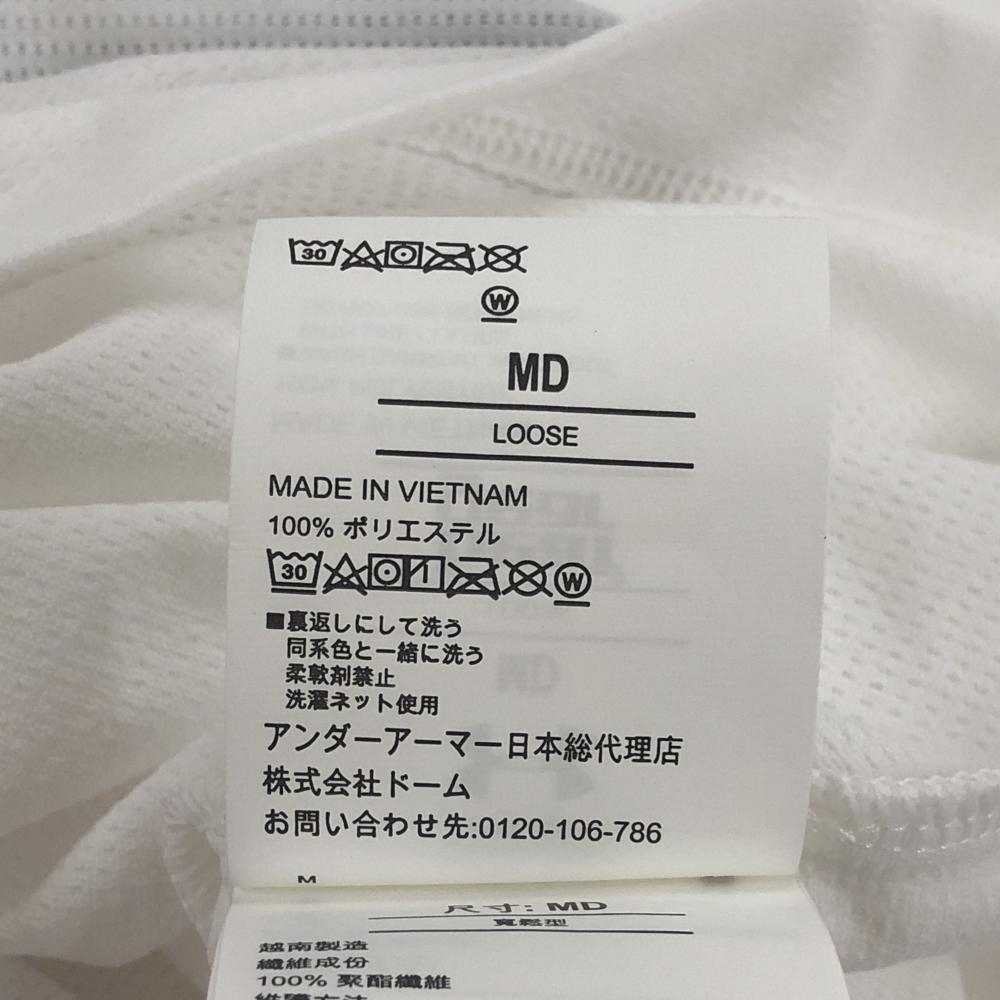 30
W
MD
LOOSE
MADE IN VIETNAM
100% ポリエステル
30 W
■裏返しにして洗う
同系色と一緒に洗う
柔軟剤禁止
洗濯ネット使用
アンダーアーマー日本総代理店
株式会社ドーム
お問い合わせ先:0120-106-786
M
尺寸: MD
寬鬆型
越南製造
纖維成份
100% 聚酯纖維